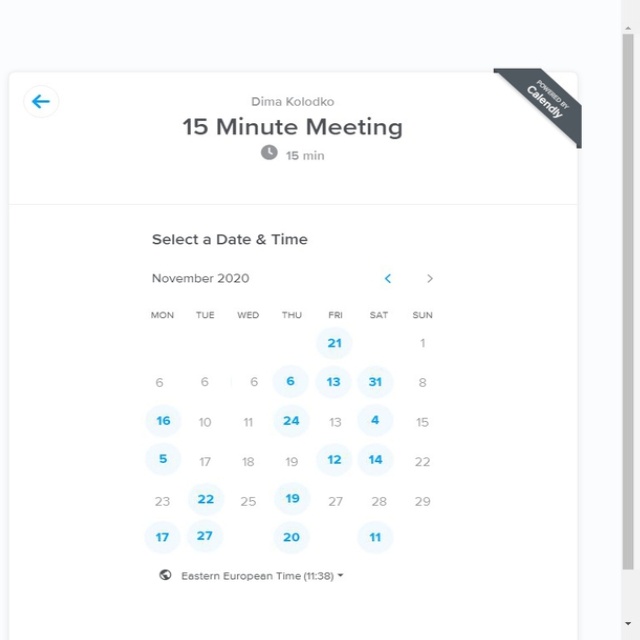 POWERED BY
Calendly
Dima Kolodko
15 Minute Meeting
15 min
Select a Date & Time
November 2020
MON TUE WED THU FRI SAT SUN
21 1
6 6 6 6 13 31 8
16 10 11 24 13 4 15
5 17 18 19 12 14 22
23 22 25 19 27 28 29
17 27 20 11
Eastern European Time (11:38)